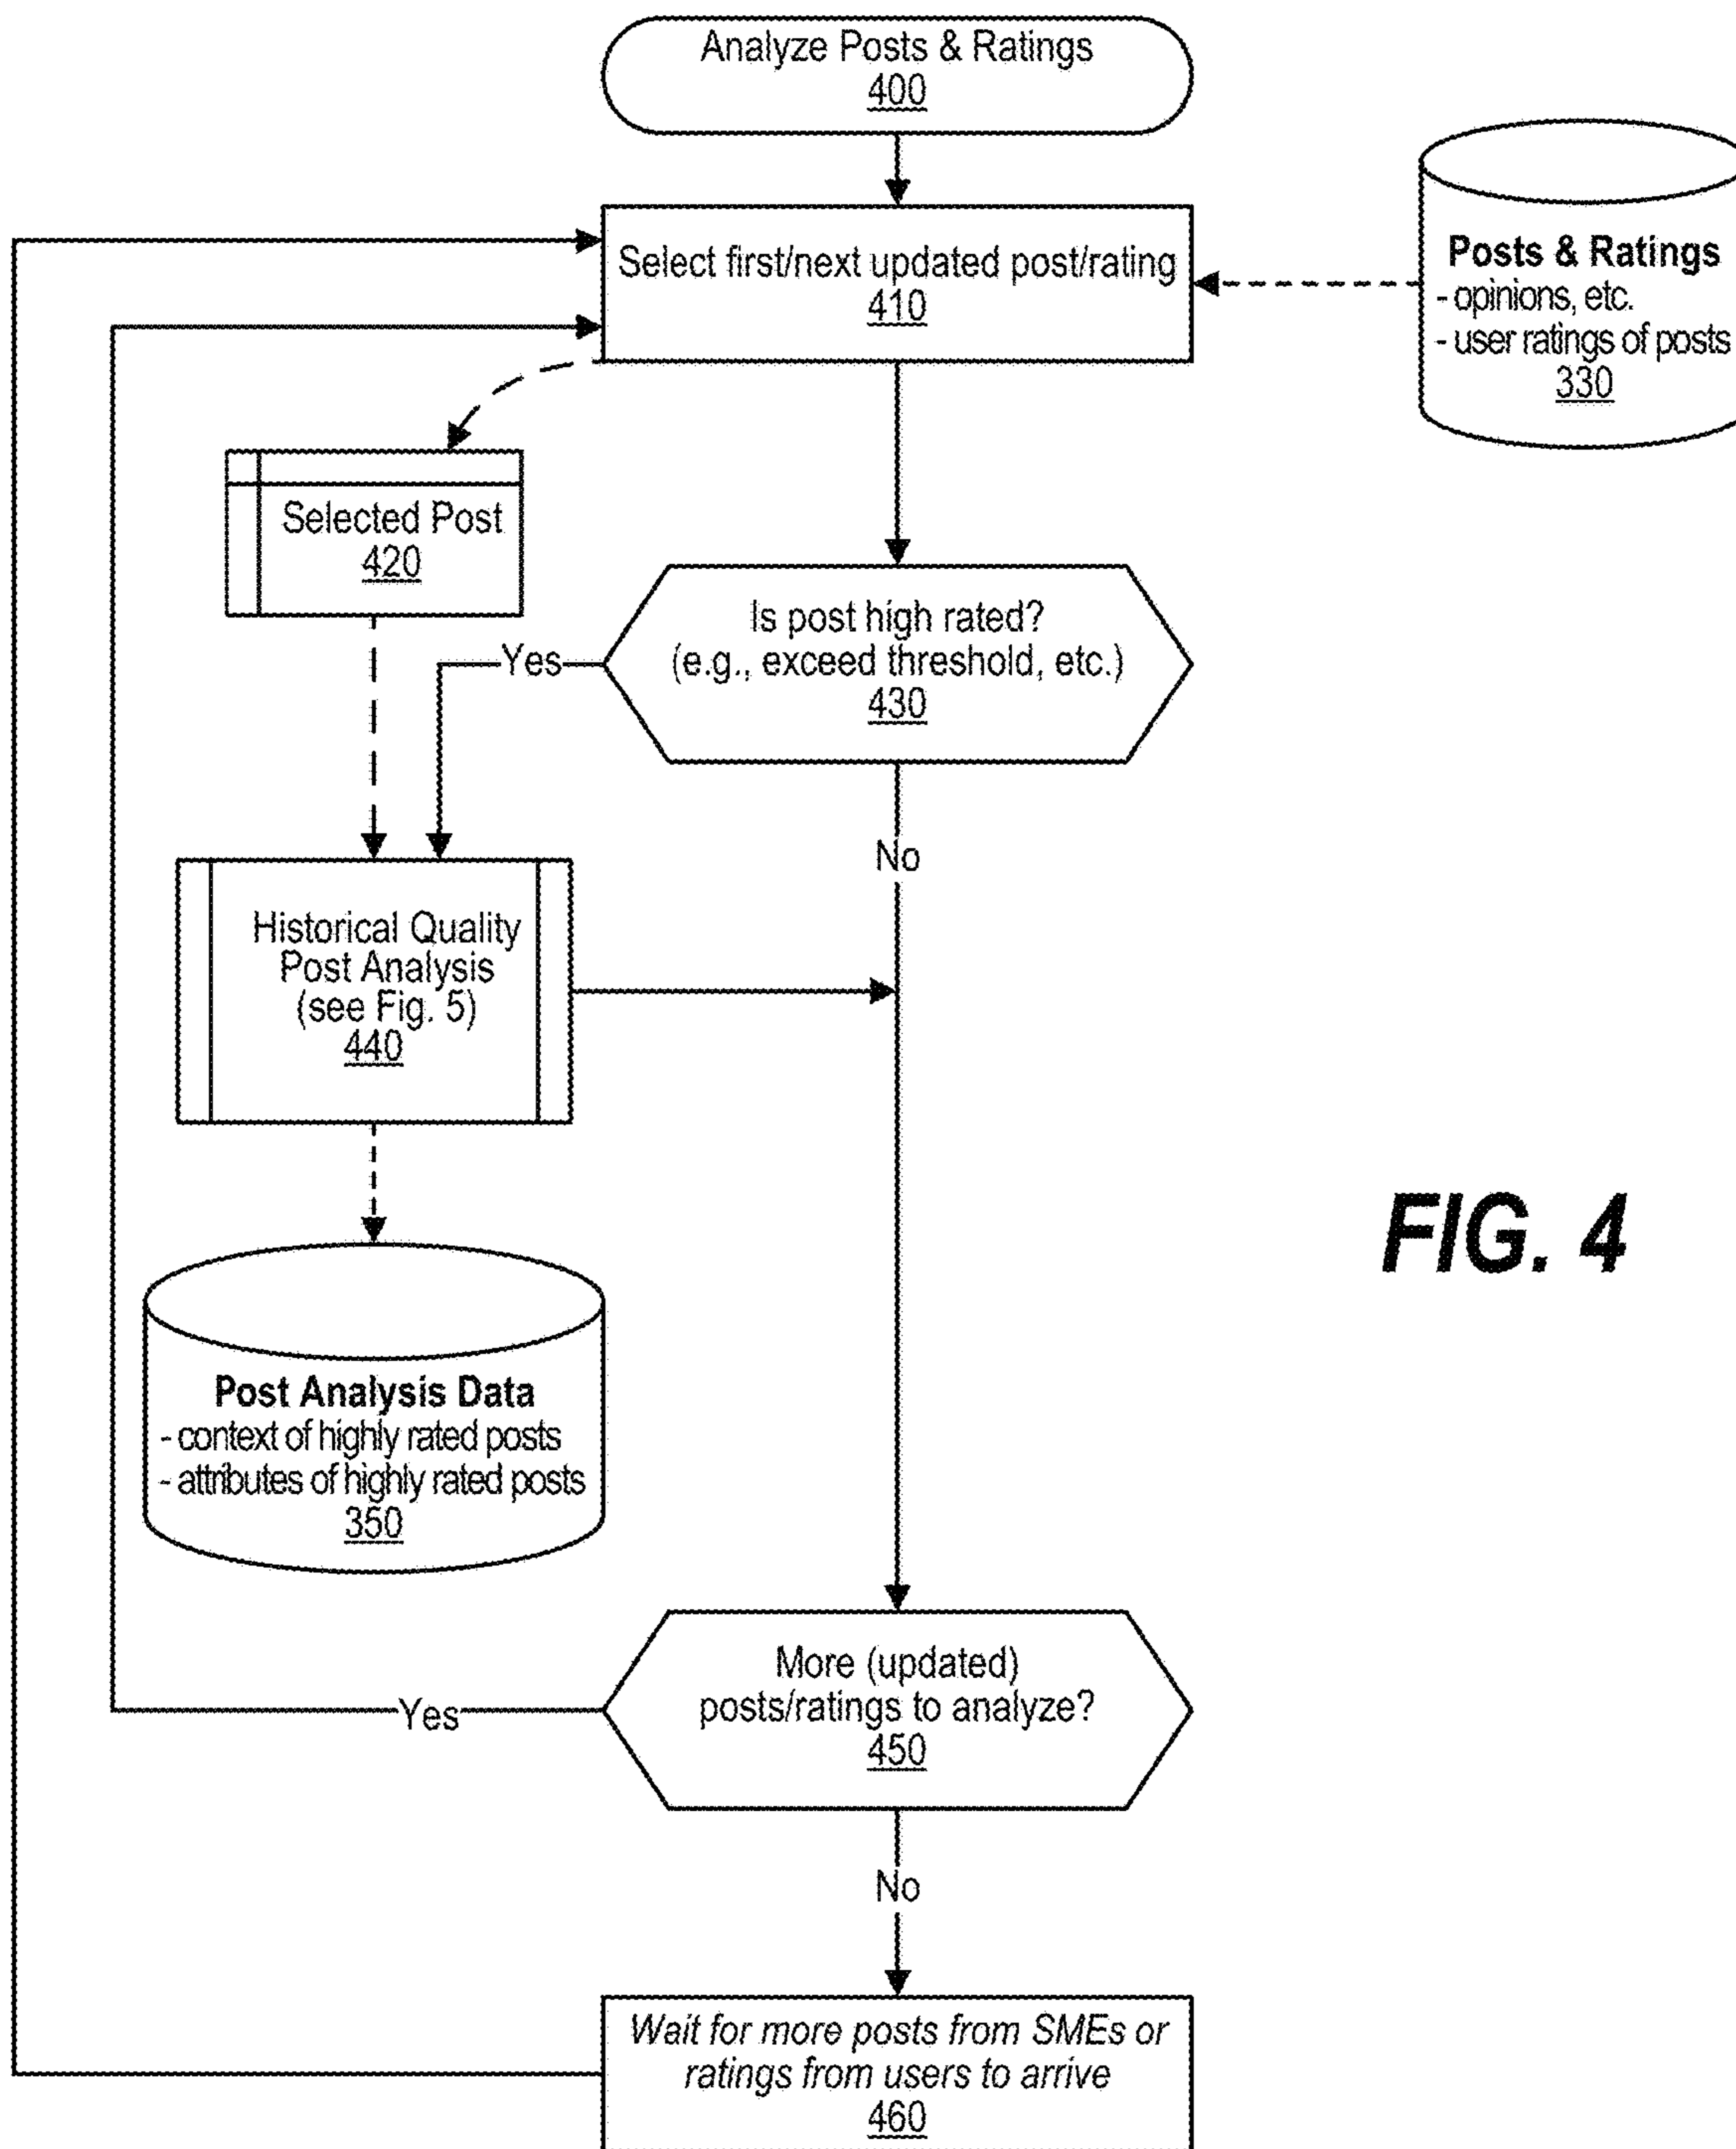 Analyze Posts & Ratings
400
Select first/next updated post/rating
410
Posts & Ratings
- opinions, etc.
- user ratings of posts
330
Selected Post
420
Is post high rated?
(e.g., exceed threshold, etc.)
430
Yes
No
Historical Quality
Post Analysis
(see Fig. 5)
440
FIG. 4
Post Analysis Data
- context of highly rated posts
- attributes of highly rated posts
350
More (updated)
posts/ratings to analyze?
450
Yes
No
Wait for more posts from SMEs or
ratings from users to arrive
460